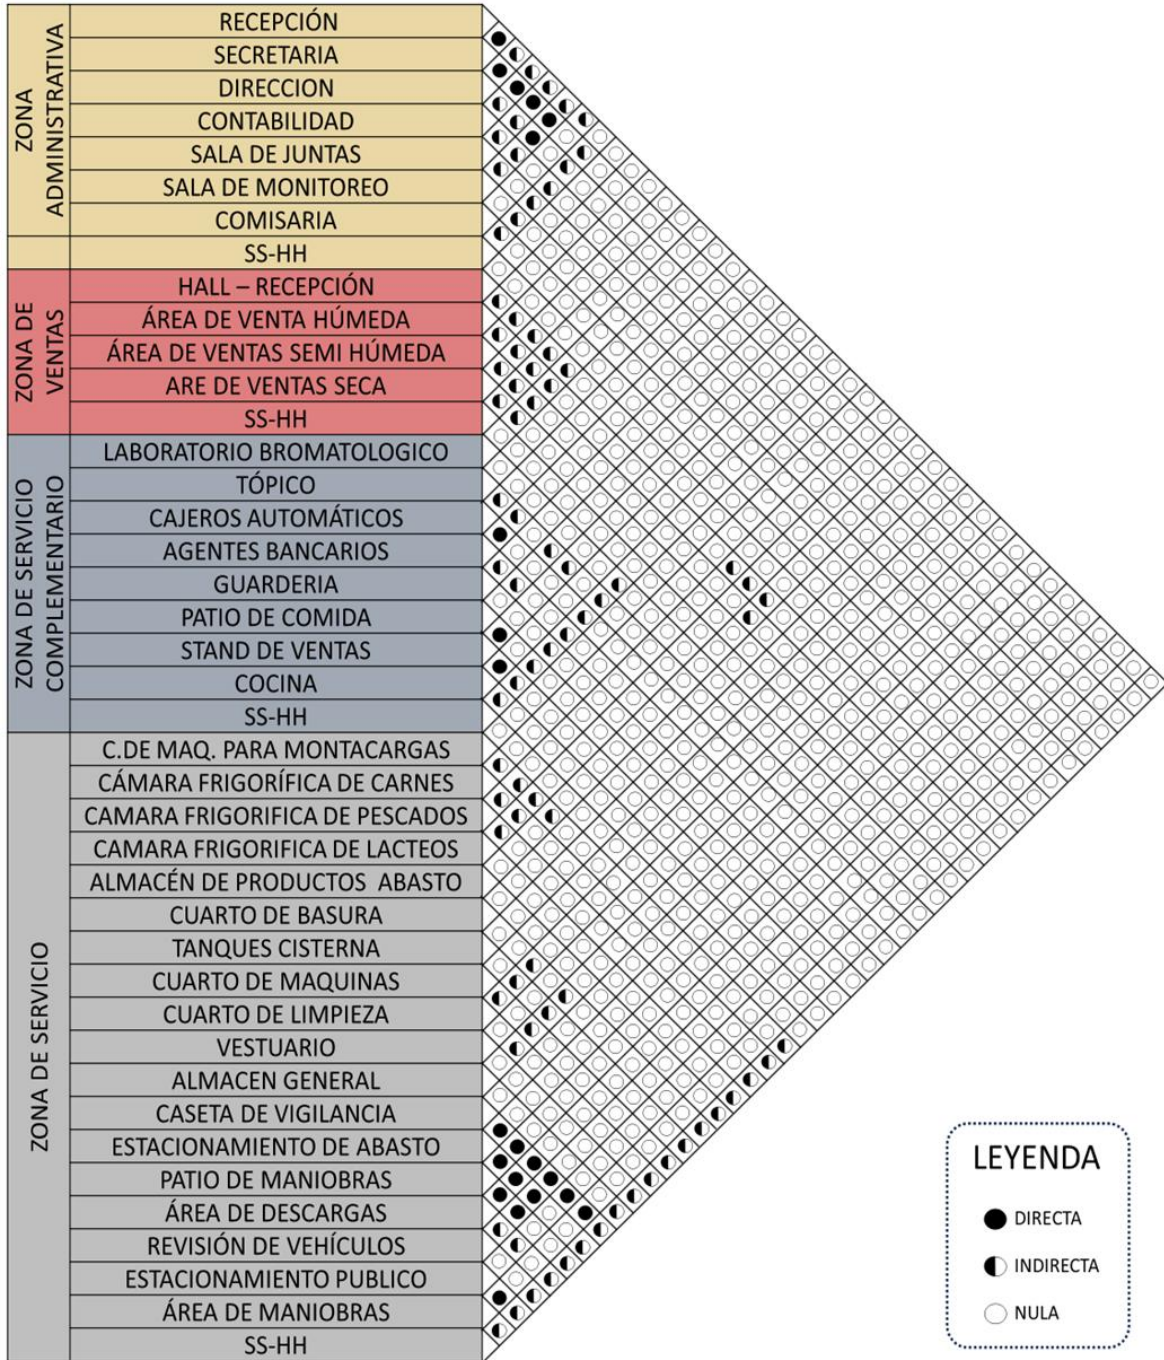 ZONA
ADMINISTRATIVA
RECEPCIÓN
SECRETARIA
DIRECCION
CONTABILIDAD
SALA DE JUNTAS
SALA DE MONITOREO
COMISARIA
SS-HH
ZONA DE
VENTAS
HALL – RECEPCIÓN
ÁREA DE VENTA HÚMEDA
ÁREA DE VENTAS SEMI HÚMEDA
ARE DE VENTAS SECA
SS-HH
ZONA DE SERVICIO
COMPLEMENTARIO
LABORATORIO BROMATOLOGICO
TÓPICO
CAJEROS AUTOMÁTICOS
AGENTES BANCARIOS
GUARDERIA
PATIO DE COMIDA
STAND DE VENTAS
COCINA
SS-HH
ZONA DE SERVICIO
C.DE MAQ. PARA MONTACARGAS
CÁMARA FRIGORÍFICA DE CARNES
CAMARA FRIGORIFICA DE PESCADOS
CAMARA FRIGORIFICA DE LACTEOS
ALMACÉN DE PRODUCTOS ABASTO
CUARTO DE BASURA
TANQUES CISTERNA
CUARTO DE MAQUINAS
CUARTO DE LIMPIEZA
VESTUARIO
ALMACEN GENERAL
CASETA DE VIGILANCIA
ESTACIONAMIENTO DE ABASTO
PATIO DE MANIOBRAS
ÁREA DE DESCARGAS
REVISIÓN DE VEHÍCULOS
ESTACIONAMIENTO PUBLICO
ÁREA DE MANIOBRAS
SS-HH
LEYENDA
DIRECTA
INDIRECTA
NULA